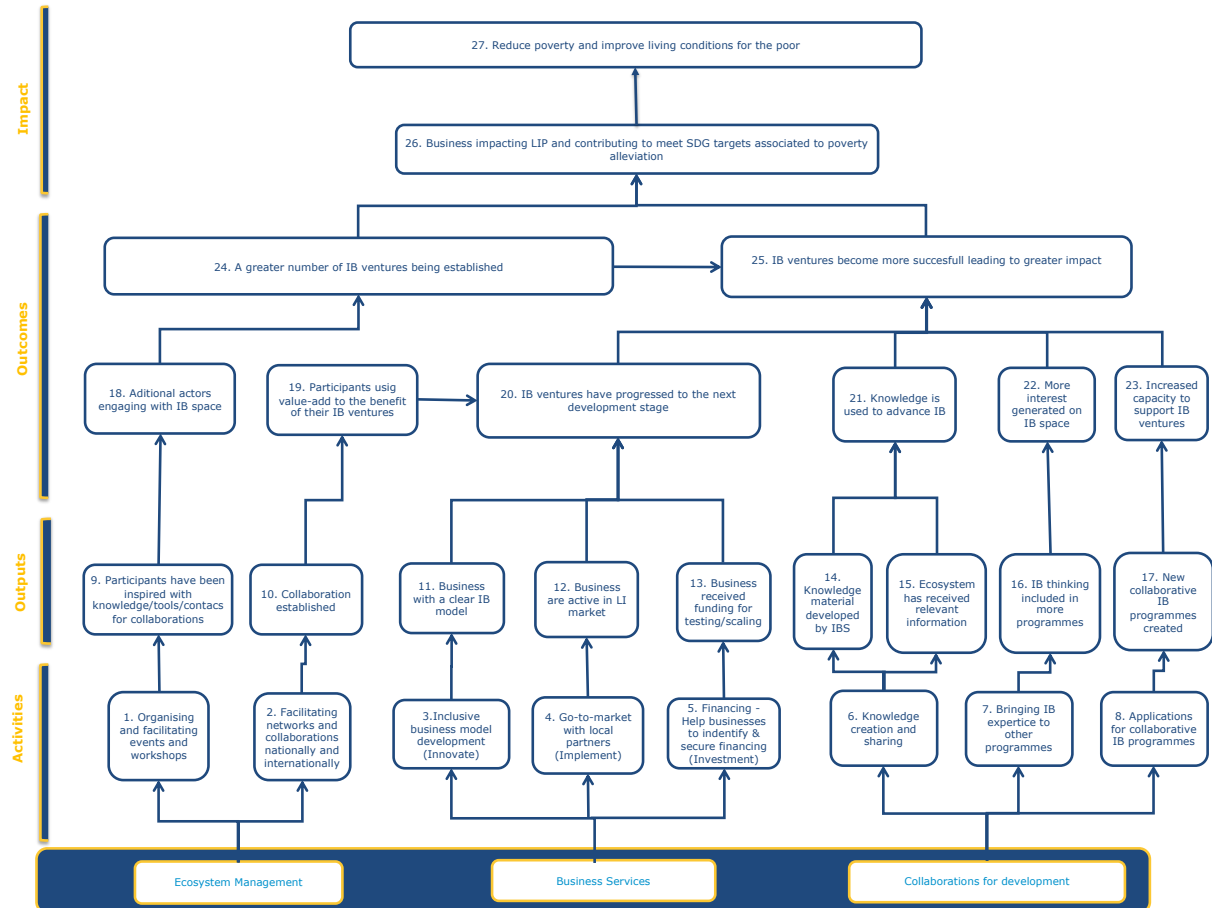 27. Reduce poverty and improve living conditions for the poor
Impact
26. Business impacting LIP and contributing to meet SDG targets associated to poverty
alleviation
24. A greater number of IB ventures being established
25. IB ventures become more succesfull leading to greater impact
Outcomes
18. Aditional actors
engaging with IB space
19. Participants usig
value-add to the benefit
of their IB ventures
20. IB ventures have progressed to the next
development stage
21. Knowledge is
used to advance IB
22. More
interest
generated on
IB space
23. Increased
capacity to
support IB
ventures
Outputs
9. Participants have been
inspired with
knowledge/tools/contacs
for collaborations
10. Collaboration
established
11. Business
with a clear IB
model
12. Business
are active in LI
market
13. Business
received
funding for
testing/scaling
14.
Knowledge
material
developed
by IBS
15. Ecosystem
has received
relevant
information
16. IB thinking
included in
more
programmes
17. New
collaborative
IB
programmes
created
Activities
1. Organising
and facilitating
events and
workshops
2. Facilitating
networks and
collaborations
nationally and
internationally
3.Inclusive
business model
development
(Innovate)
4. Go-to-market
with local
partners
(Implement)
5. Financing -
Help businesses
to indentify &
secure financing
(Investment)
6. Knowledge
creation and
sharing
7. Bringing IB
expertice to
other
programmes
8. Applications
for collaborative
IB programmes
Ecosystem Management
Business Services
Collaborations for development